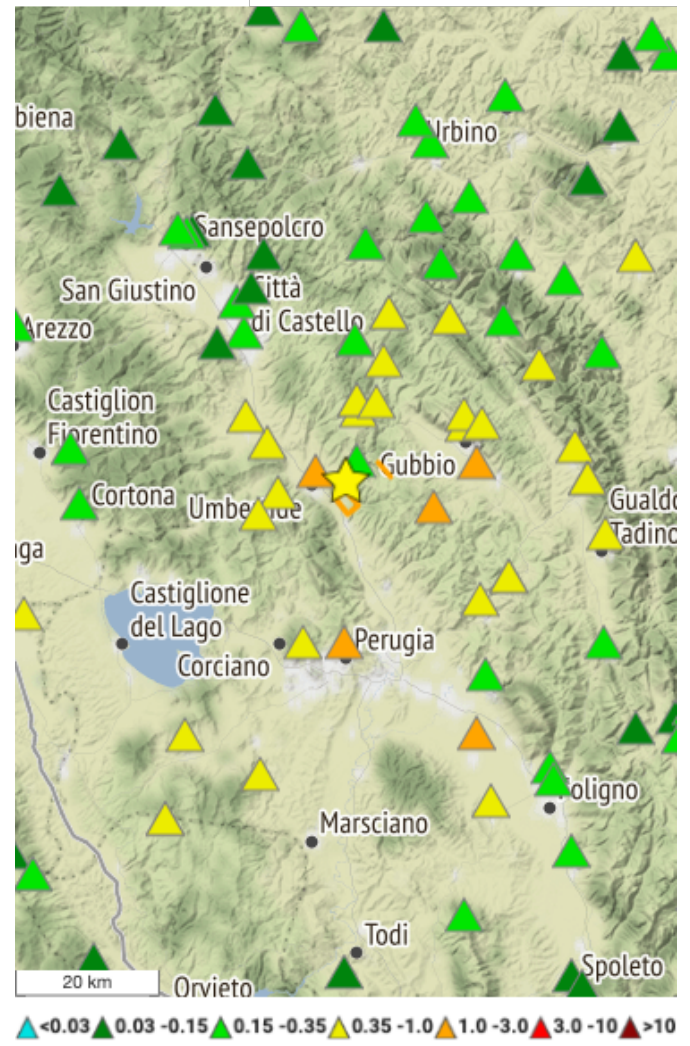 biena
Urbino
Sansepolcro
San Giustino
Città
di Castello
Arezzo
Castiglion
Fiorentino
Gubbio
Cortona
Gualdo
Tadino
Castiglione
del Lago
Perugia
Corciano
Foligno
Marsciano
Todi
Spoleto
20 km
Orvieto
<0.03 0.03 -0.15 0.15 -0.35 0.35 -1.0 1.0 -3.0 3.0 -10 >10